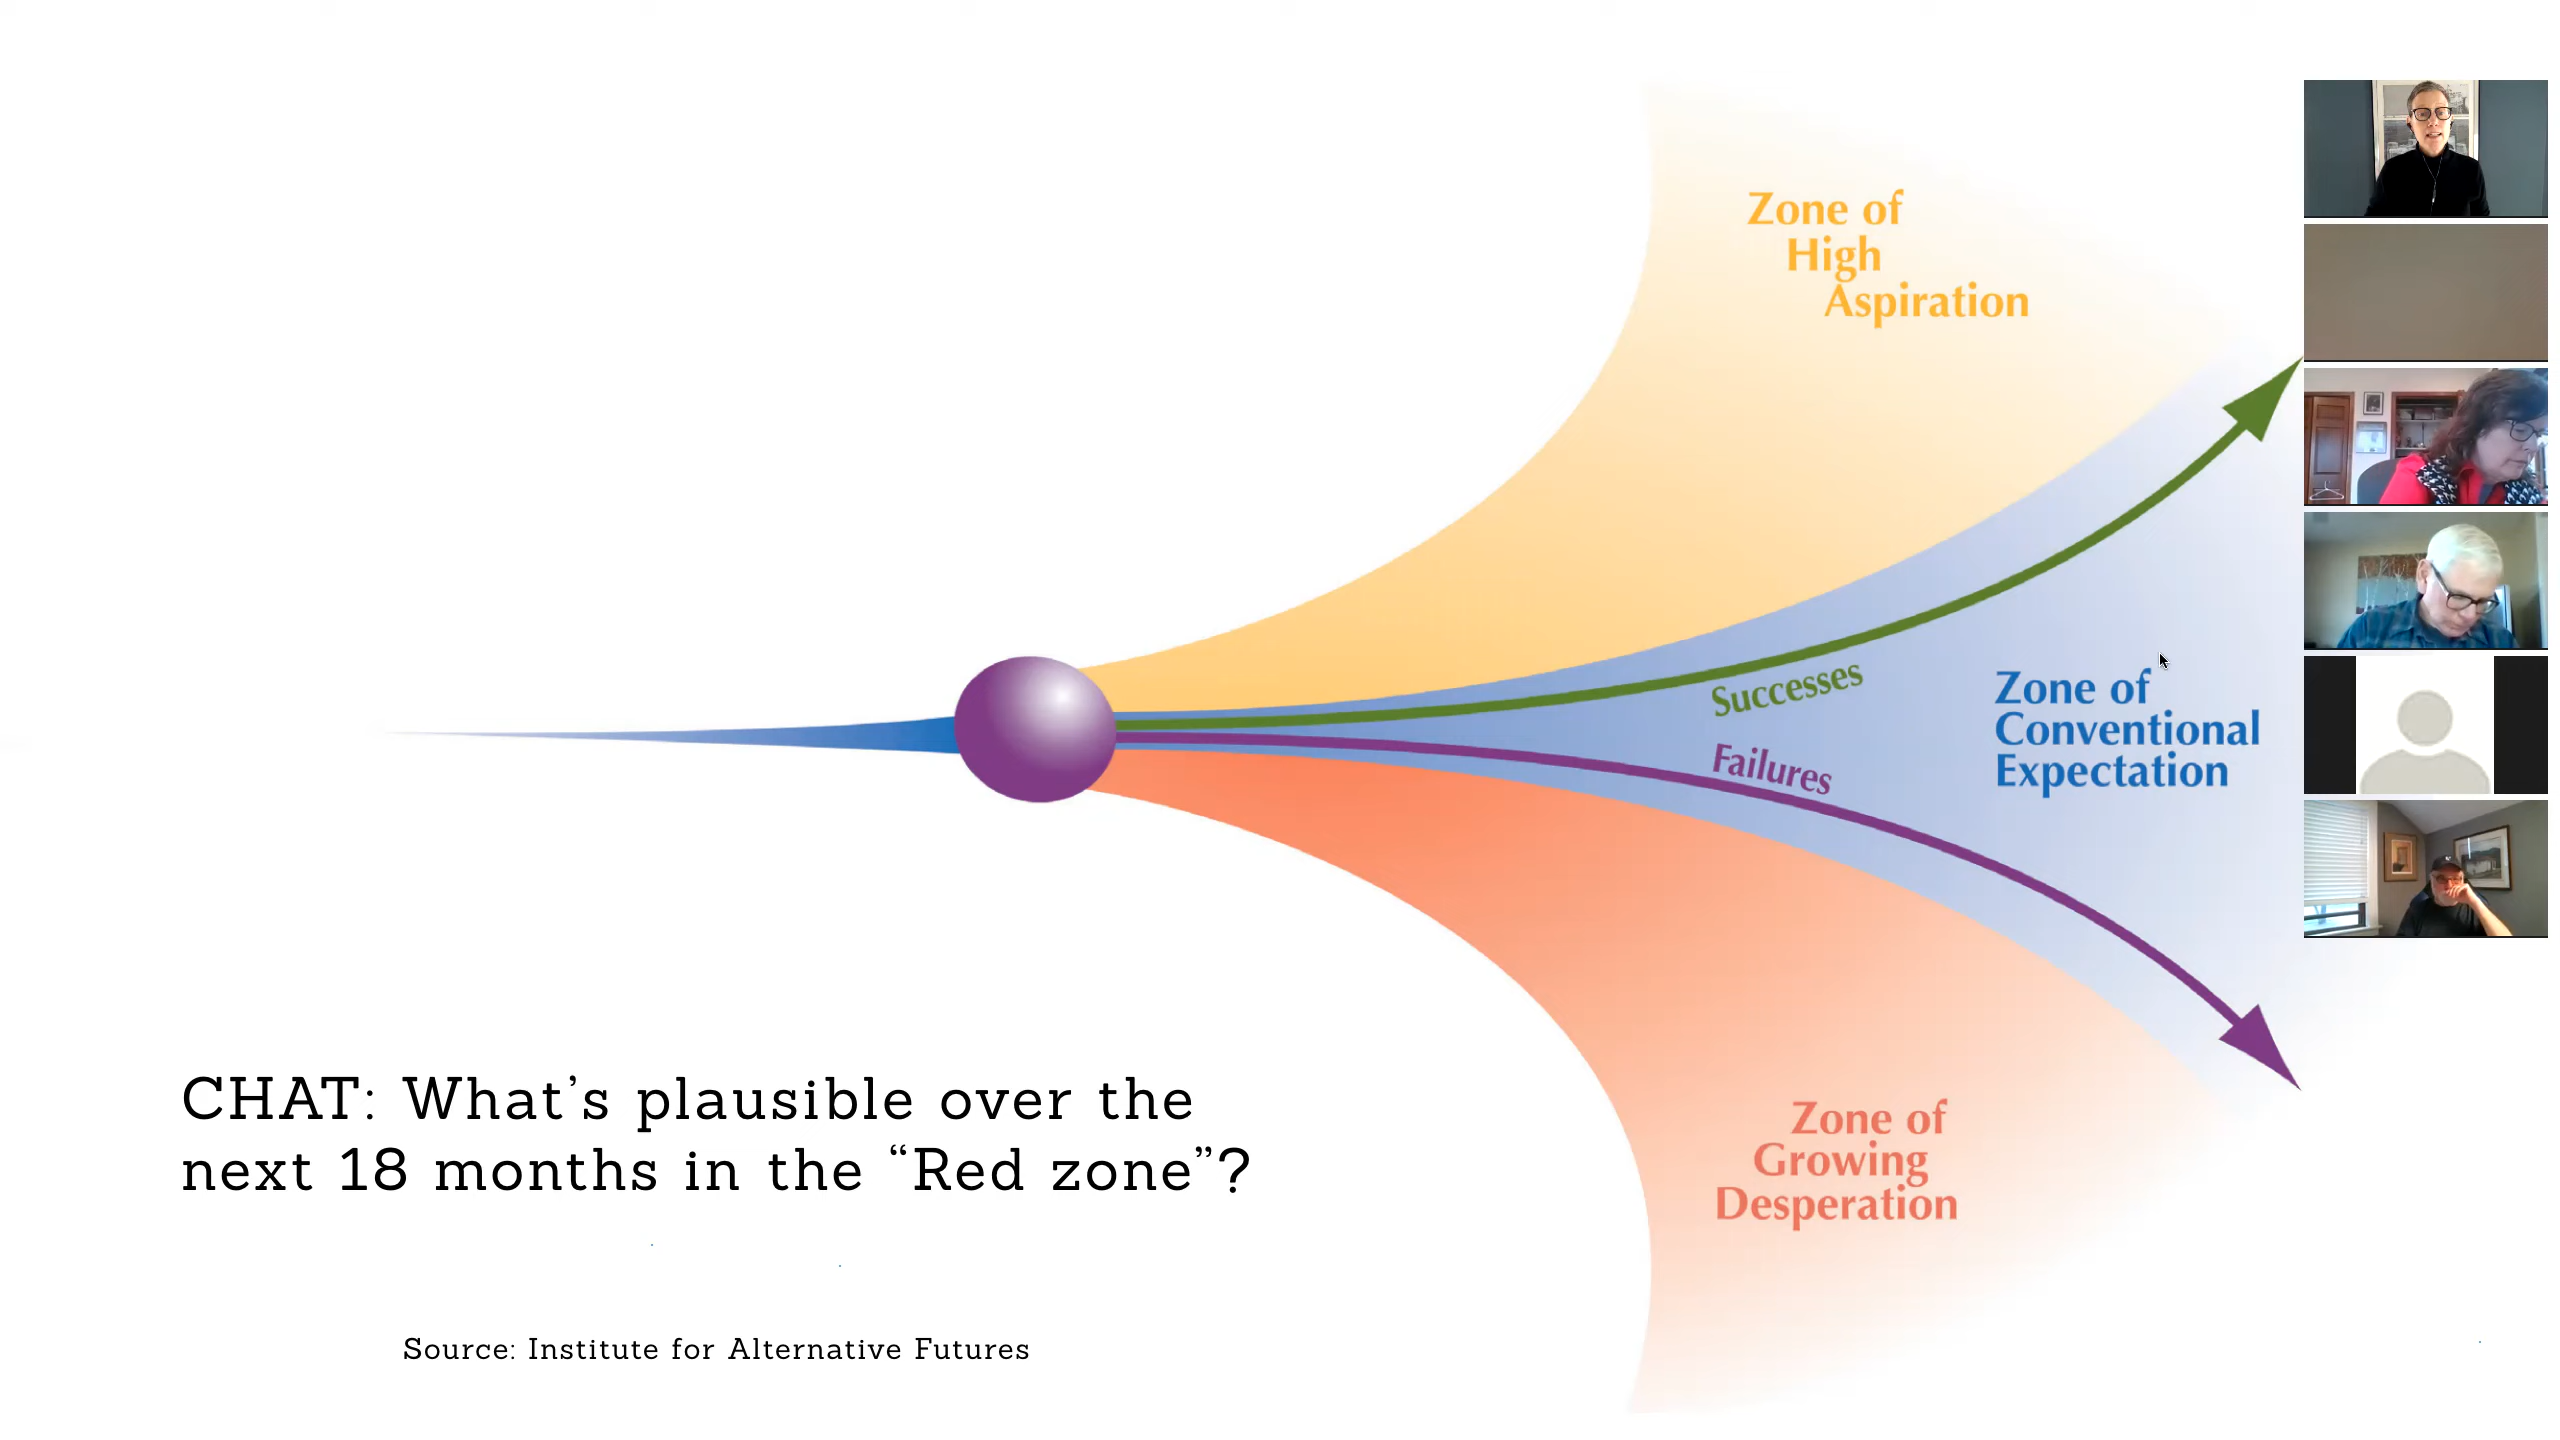 Zone of
High
Aspiration
Successes
Failures
Zone of
Conventional
Expectation
Zone of
Growing
Desperation
CHAT: What’s plausible over the
next 18 months in the “Red zone”?
Source: Institute for Alternative Futures